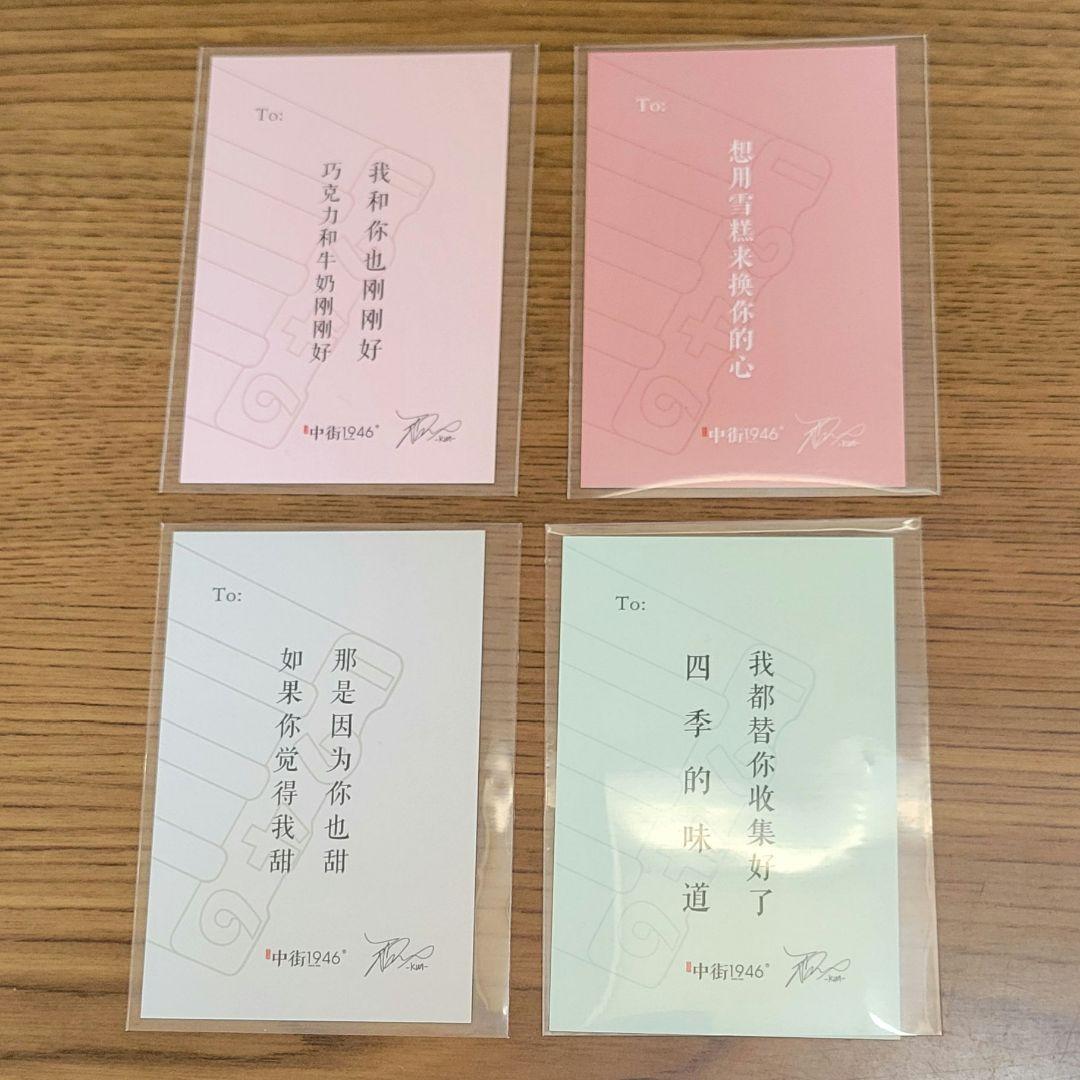 To:
巧克力和牛奶刚刚好
我和你也刚刚好
中街1946
-KUN-
To:
想用雪糕来换你的心
中街1946
-KUN-
To:
如果你觉得我甜
那是因为你也甜
中街1946
-KUN-
To:
四季的味道
我都替你收集好了
中街1946
-KUN-